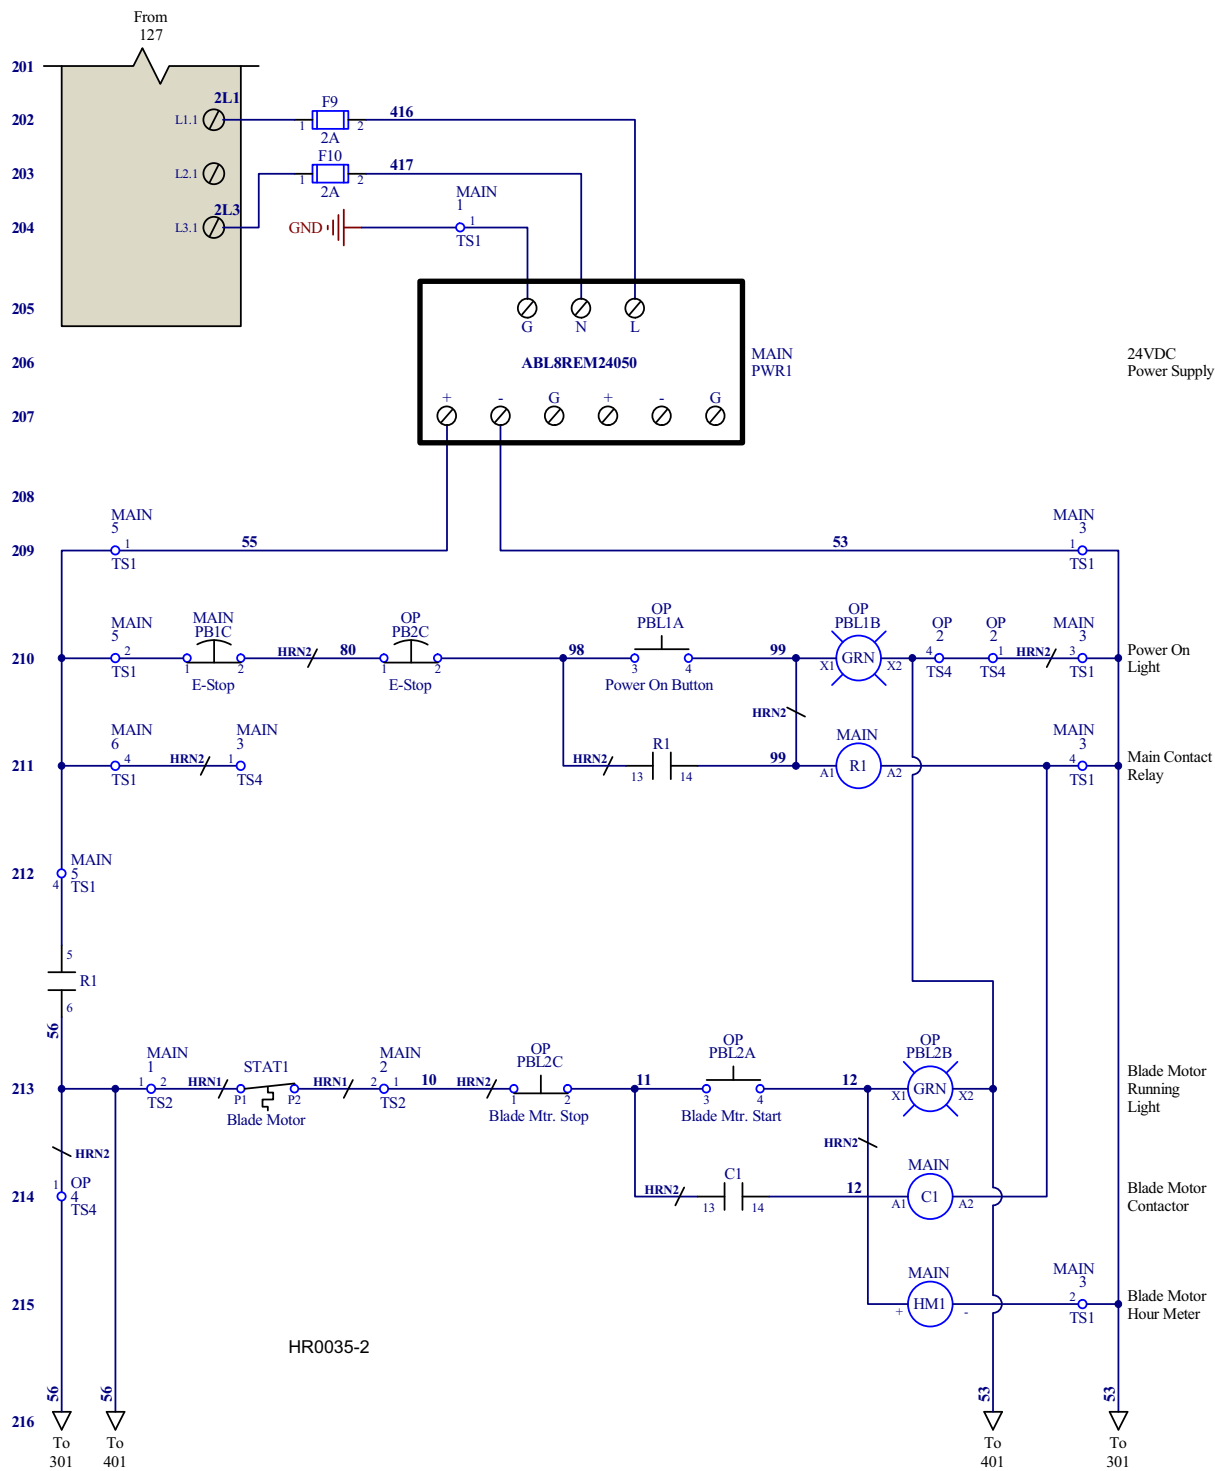 From
127
201
2L1
F9
416
202
L1.1
1
2
2A
F10
417
203
L2.1
1
2
2A
MAIN
1
2L3
204
L3.1
GND
1
TS1
205
G
N
L
206
ABL8REM24050
MAIN
PWR1
24VDC
Power Supply
207
+
-
G
+
-
G
208
MAIN
5
55
53
MAIN
3
209
1
TS1
1
TS1
MAIN
5
MAIN
PB1C
OP
PB2C
OP
PBL1A
OP
PBL1B
OP
2
OP
2
MAIN
3
210
2
TS1
1
2
E-Stop
HRN2
80
1
2
E-Stop
98
3
4
Power On Button
99
X1
GRN
X2
4
TS4
1
TS4
HRN2
3
TS1
Power On
Light
HRN2
MAIN
6
MAIN
3
R1
MAIN
MAIN
3
211
4
TS1
HRN2
1
TS4
HRN2
13
14
99
A1
R1
A2
4
TS1
Main Contact
Relay
212
MAIN
5
4
TS1
5
R1
6
56
MAIN
1
STAT1
MAIN
2
OP
PBL2C
OP
PBL2A
OP
PBL2B
213
1
2
TS2
HRN1
P1
P2
Blade Motor
HRN1
2
1
TS2
10
HRN2
1
2
Blade Mtr. Stop
11
3
4
Blade Mtr. Start
12
X1
GRN
X2
Blade Motor
Running
Light
HRN2
HRN2
214
1
OP
4
TS4
HRN2
C1
13
14
12
MAIN
A1
C1
A2
Blade Motor
Contactor
215
MAIN
+
HM1
-
MAIN
3
2
TS1
Blade Motor
Hour Meter
HR0035-2
216
56
56
53
53
To
301
To
401
To
401
To
301